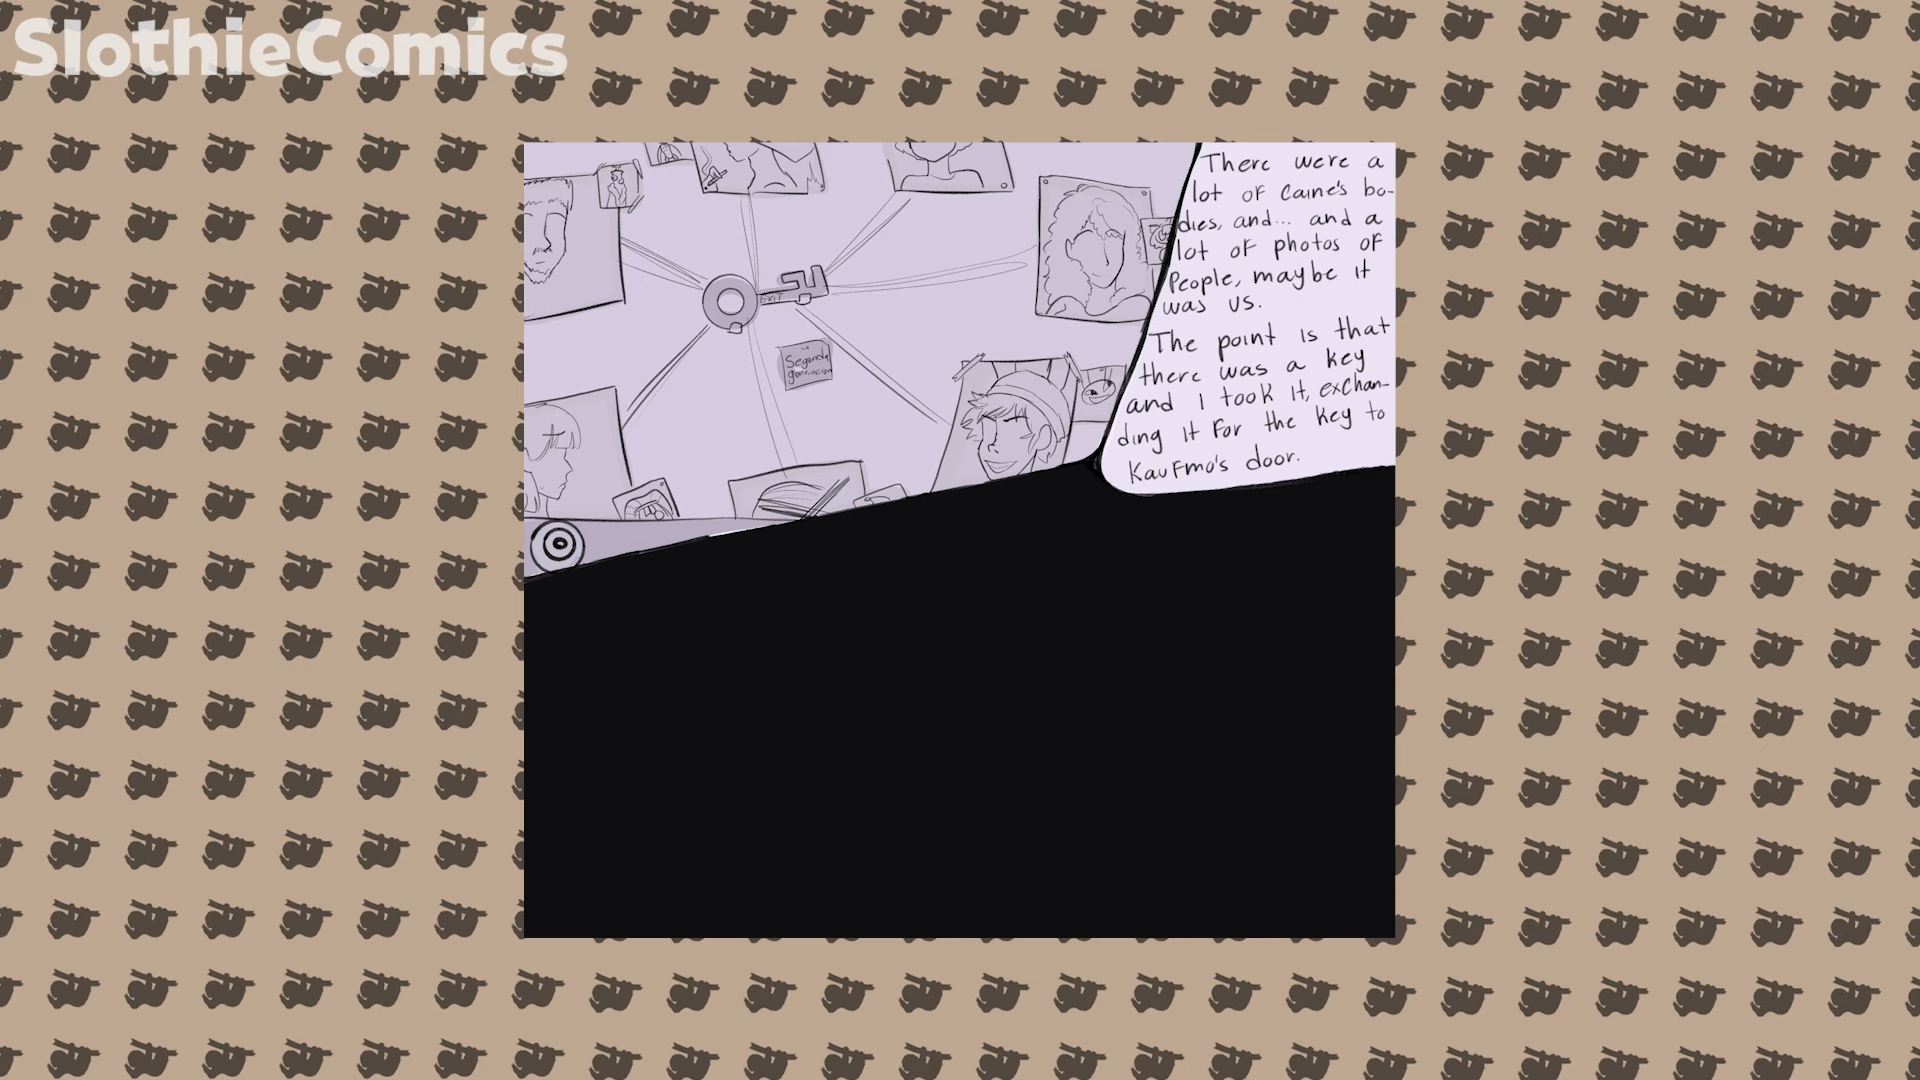 SlothieComics
There were a
lot of Caine's bo-
dies, and... and a
lot of photos of
People, maybe it
was us.
The point is that
there was a key
and I took it, exchan-
ding it for the key to
Kaufmo's door.
EXIT
Segunda
generacion